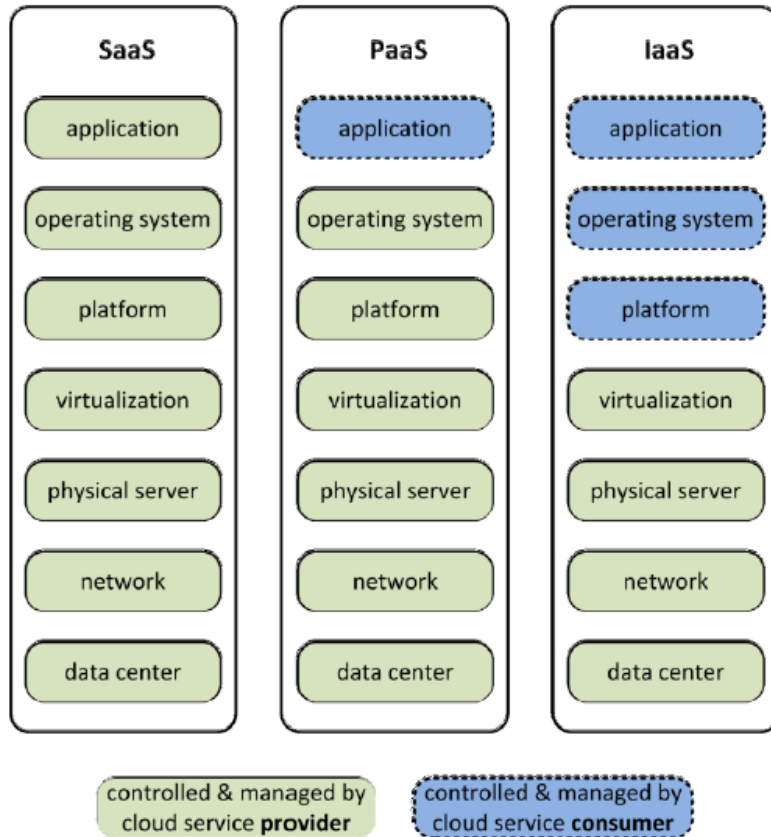 SaaS
application
operating system
platform
virtualization
physical server
network
data center
PaaS
application
operating system
platform
virtualization
physical server
network
data center
IaaS
application
operating system
platform
virtualization
physical server
network
data center
controlled & managed by
cloud service provider
controlled & managed by
cloud service consumer